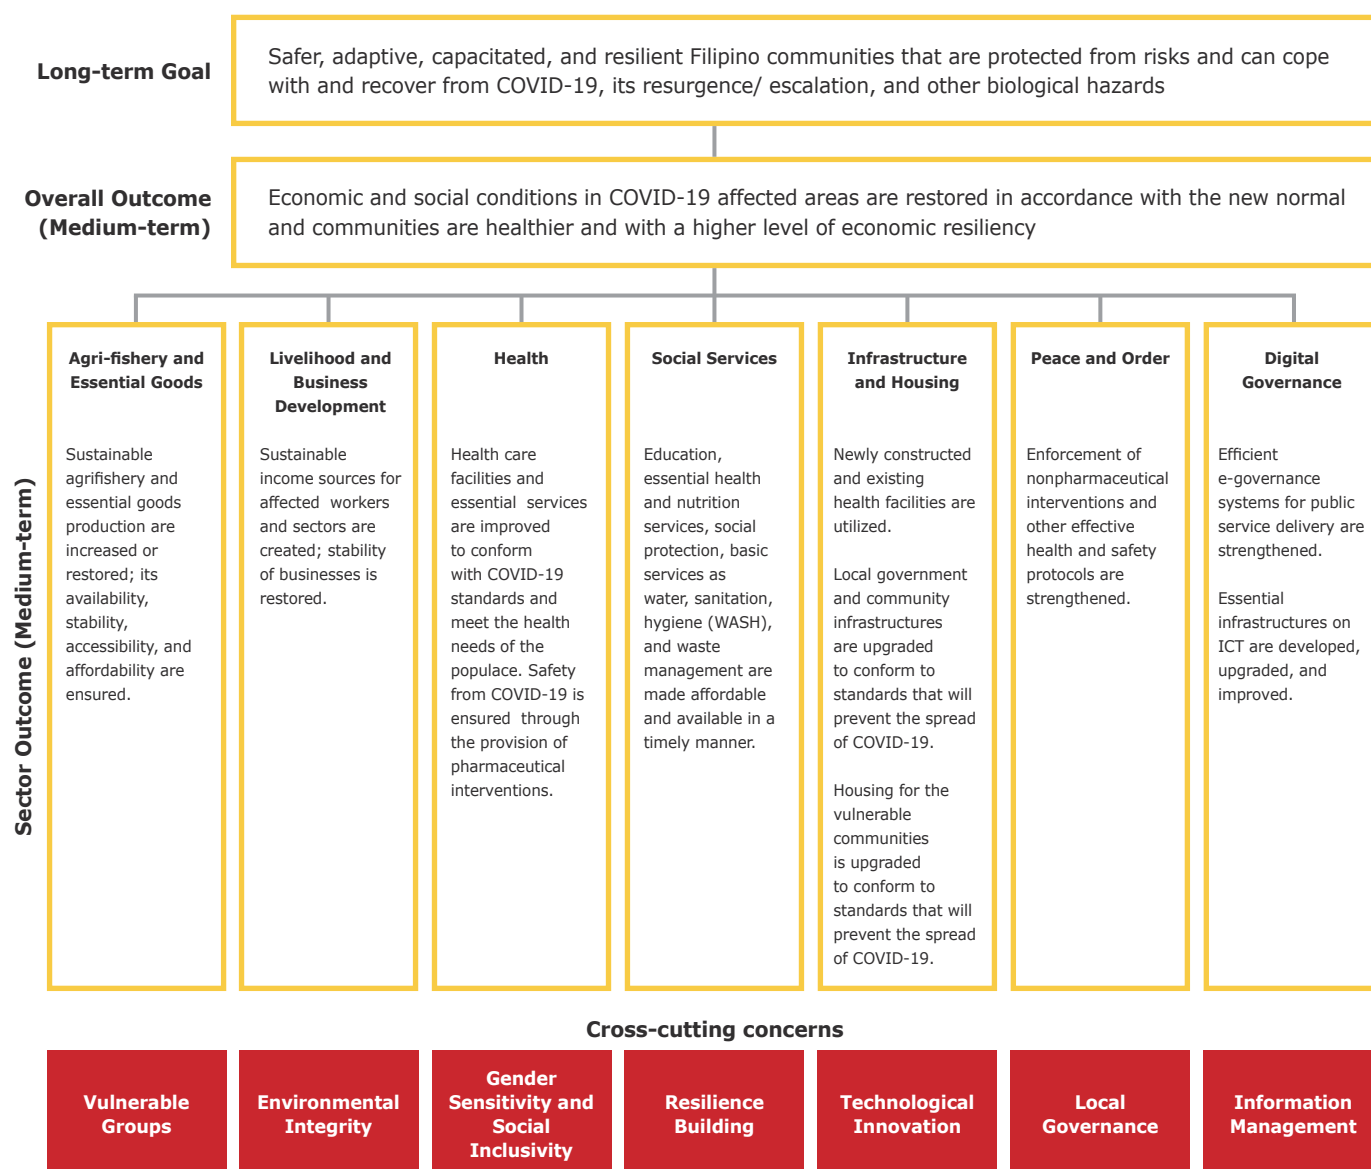 Long-term Goal
Safer, adaptive, capacitated, and resilient Filipino communities that are protected from risks and can cope
with and recover from COVID-19, its resurgence/ escalation, and other biological hazards
Overall Outcome
(Medium-term)
Economic and social conditions in COVID-19 affected areas are restored in accordance with the new normal
and communities are healthier and with a higher level of economic resiliency
Sector Outcome (Medium-term)
Agri-fishery and
Essential Goods
Sustainable
agrifishery and
essential goods
production are
increased or
restored; its
availability,
stability,
accessibility, and
affordability are
ensured.
Livelihood and
Business
Development
Sustainable
income sources for
affected  workers
and sectors are
created; stability
of businesses is
restored.
Health
Health care
facilities and
essential  services
are improved
to conform
with COVID-19
standards and
meet the health
needs of the
populace. Safety
from COVID-19 is
ensured  through
the provision of
pharmaceutical
interventions.
Social Services
Education,
essential health
and nutrition
services, social
protection, basic
services as
water, sanitation,
hygiene (WASH),
and waste
management are
made affordable
and available in a
timely manner.
Infrastructure
and Housing
Newly constructed
and existing
health facilities are
utilized.
Local government
and community
infrastructures
are upgraded
to conform to
standards that will
prevent the spread
of COVID-19.
Housing for the
vulnerable
communities
is upgraded
to conform to
standards that will
prevent the spread
of COVID-19.
Peace and Order
Enforcement of
nonpharmaceutical
interventions and
other effective
health and safety
protocols are
strengthened.
Digital
Governance
Efficient
e-governance
systems for public
service delivery are
strengthened.
Essential
infrastructures on
ICT are developed,
upgraded, and
improved.
Cross-cutting concerns
Vulnerable
Groups
Environmental
Integrity
Gender
Sensitivity and
Social
Inclusivity
Resilience
Building
Technological
Innovation
Local
Governance
Information
Management